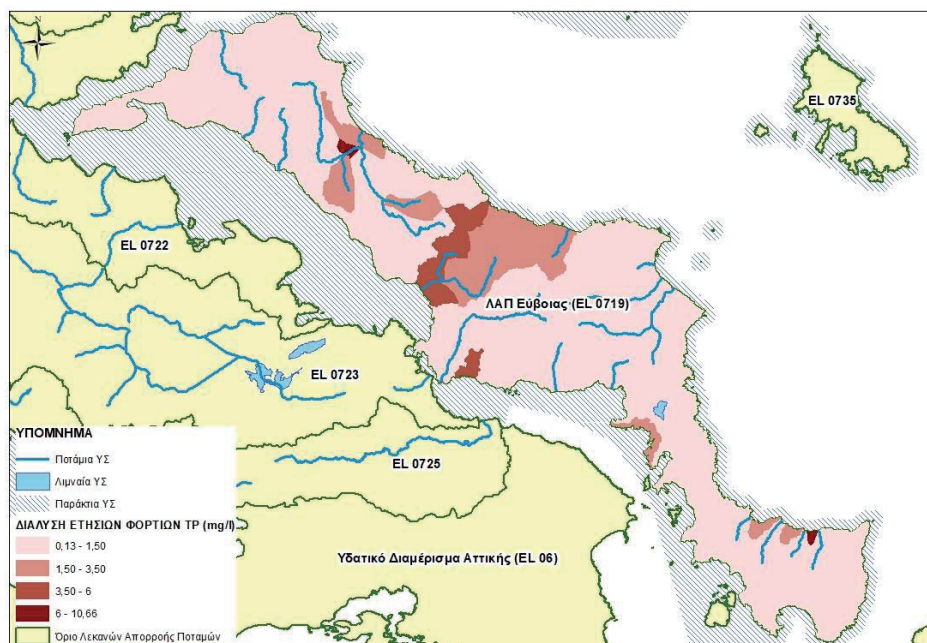 N
EL 0735
EL 0722
ΛΑΠ Εύβοιας (EL 0719)
EL 0723
EL 0725
Υδατικό Διαμέρισμα Αττικής (EL 06)
ΥΠΟΜΝΗΜΑ
Ποτάμια ΥΣ
Λιμναία ΥΣ
Παράκτια ΥΣ
ΔΙΑΛΥΣΗ ΕΤΗΣΙΩΝ ΦΟΡΤΙΩΝ TP (mg/l)
0,13 - 1,50
1,50 - 3,50
3,50 - 6
6 - 10,66
Όριο Λεκανών Απορροής Ποταμών